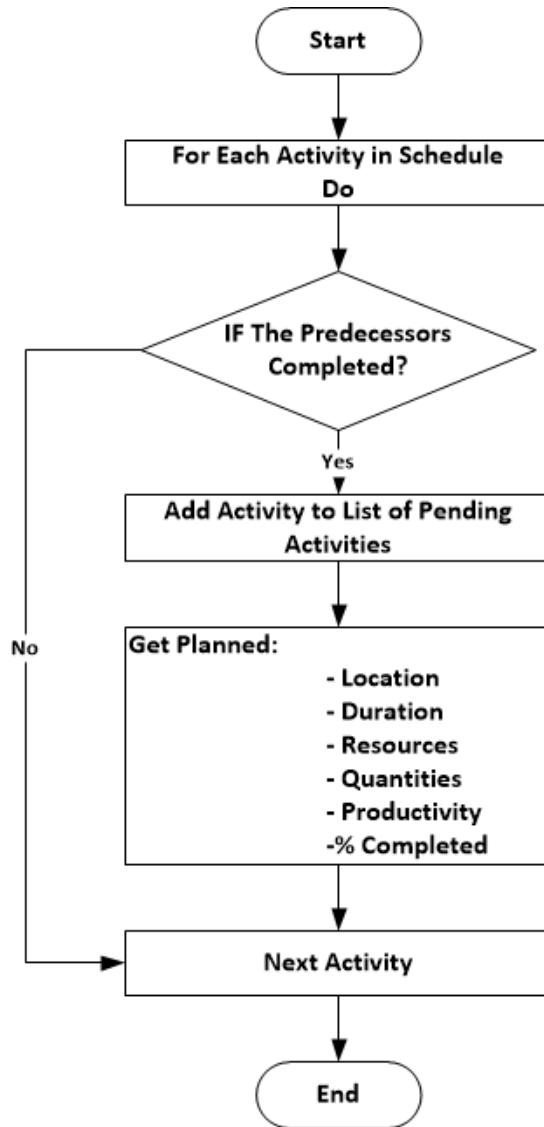 Start
For Each Activity in Schedule
Do
IF The Predecessors
Completed?
Yes
Add Activity to List of Pending
Activities
No
Get Planned:
- Location
- Duration
- Resources
- Quantities
- Productivity
-% Completed
Next Activity
End